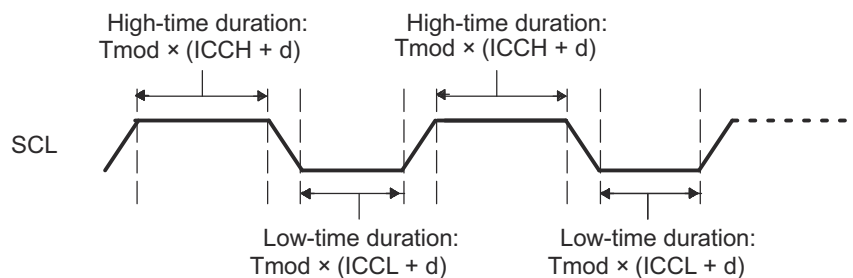 High-time duration:
Tmod × (ICCH + d)
High-time duration:
Tmod × (ICCH + d)
SCL
Low-time duration:
Tmod × (ICCL + d)
Low-time duration:
Tmod × (ICCL + d)